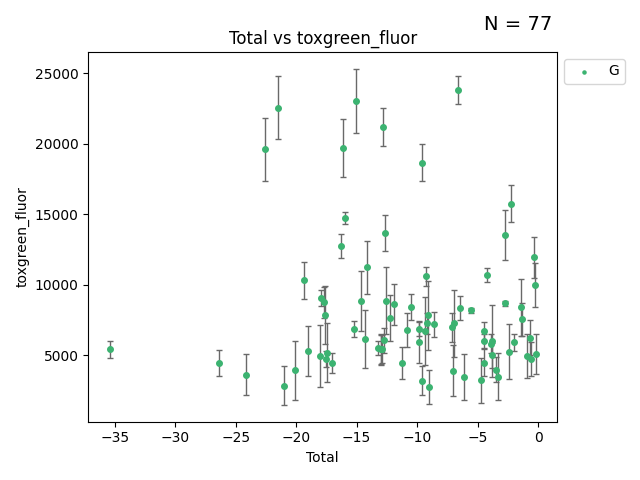 N = 77
Total vs toxgreen_fluor
G
25000
20000
15000
10000
5000
toxgreen_fluor
−35 −30 −25 −20 −15 −10 −5 0
Total